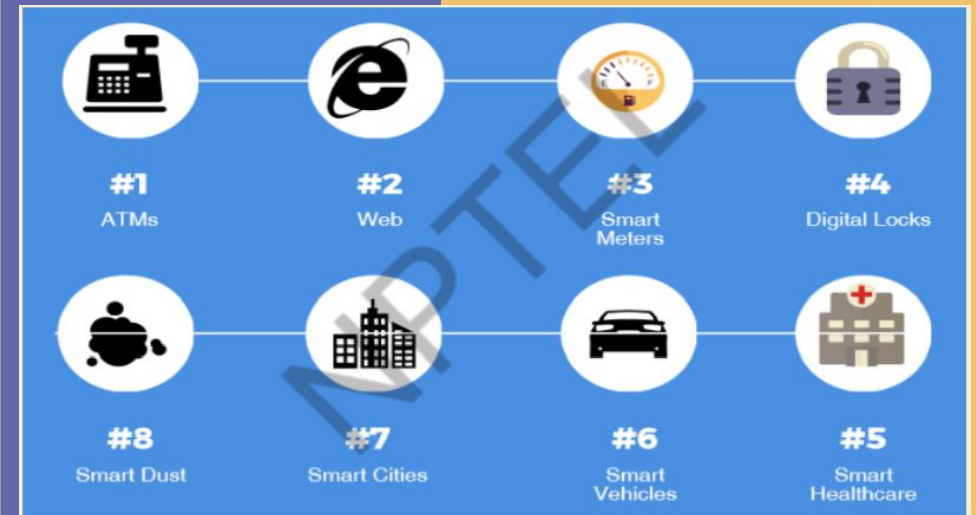 #1
ATMs
#2
Web
#3
Smart
Meters
#4
Digital Locks
#8
Smart Dust
#7
Smart Cities
#6
Smart
Vehicles
#5
Smart
Healthcare
NPTEL